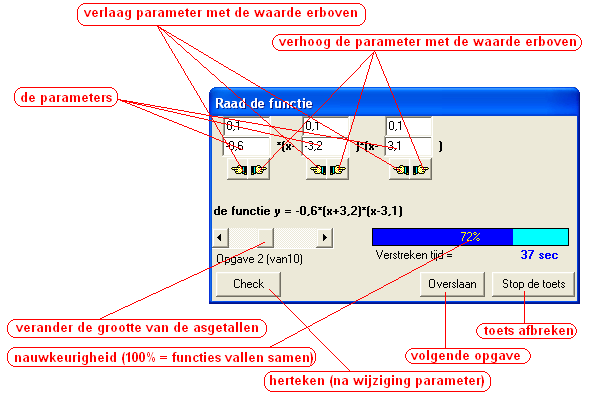 verlaag parameter met de waarde erboven
verhoog de parameter met de waarde erboven
de parameters
Raad de functie
0,1 0,1 0,1
-0,6 *(x- -3,2 )*(x- 3,1 )
de functie y = -0,6*(x+3,2)*(x-3,1)
72%
Opgave 2 (van10) Verstreken tijd = 37 sec
Check Overslaan Stop de toets
verander de grootte van de asgetallen
toets afbreken
nauwkeurigheid (100% = functies vallen samen)
volgende opgave
herteken (na wijziging parameter)